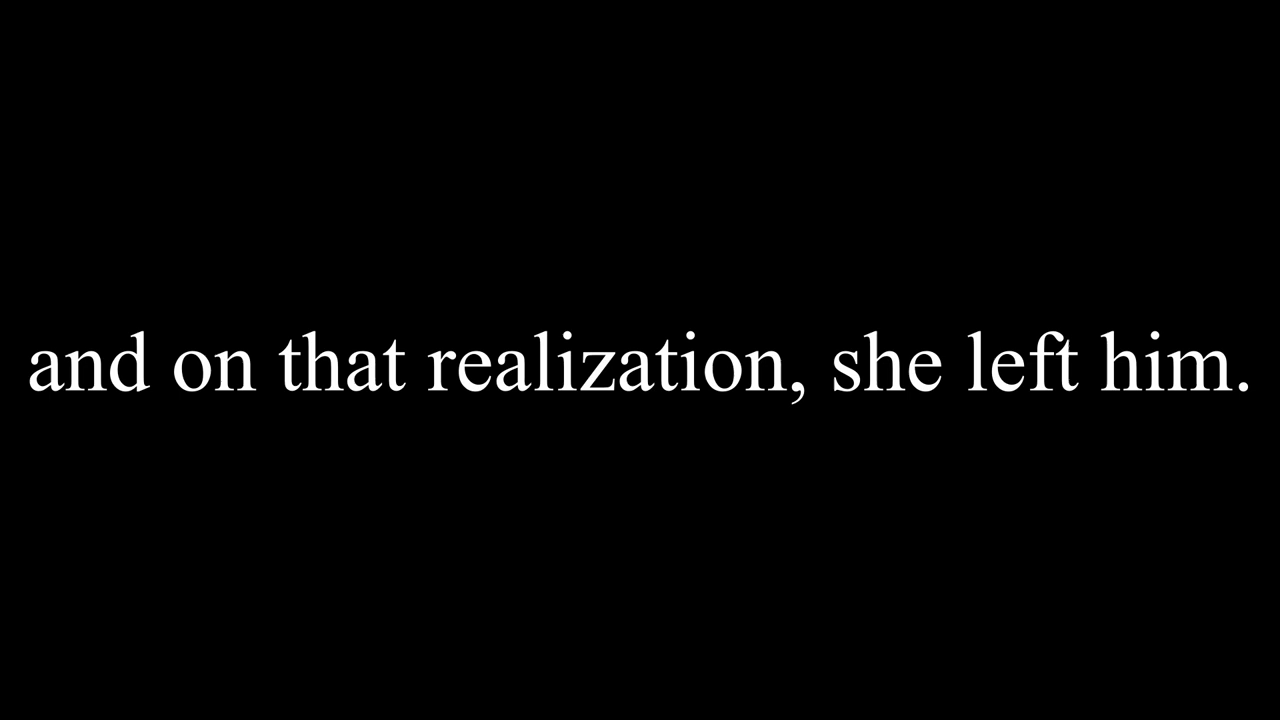 and on that realization, she left him.